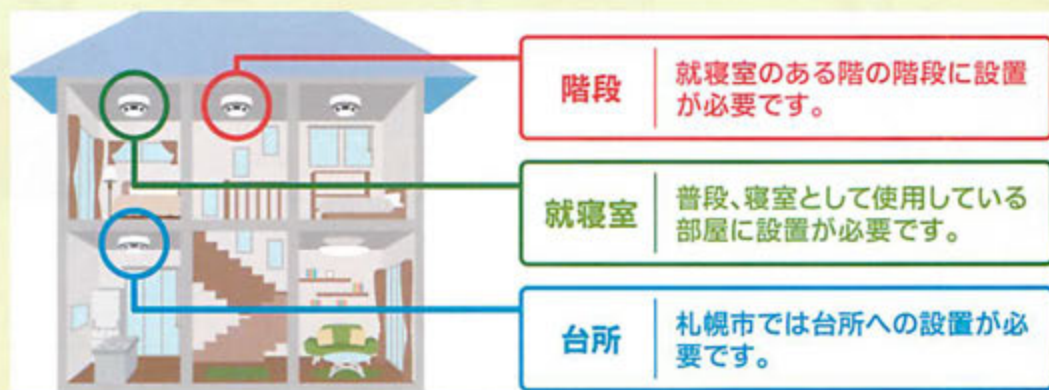 階段
就寝室のある階の階段に設置
が必要です。
就寝室
普段、寝室として使用している
部屋に設置が必要です。
台所
札幌市では台所への設置が必
要です。